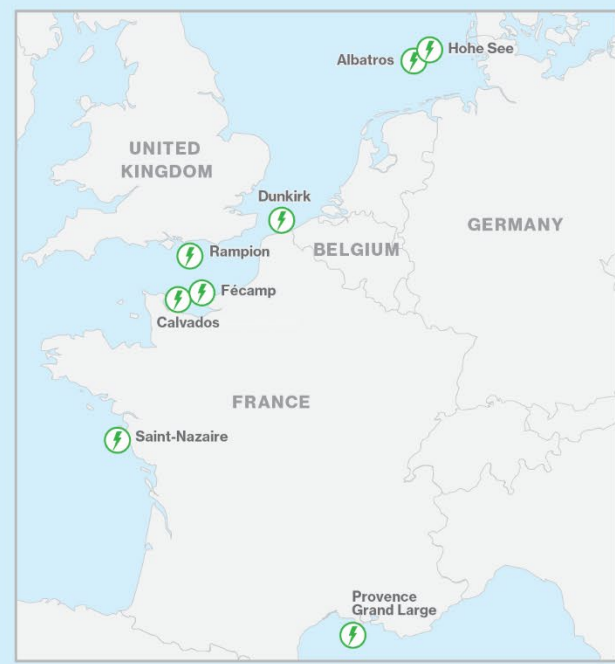 Hohe See
Albatros
UNITED
KINGDOM
Dunkirk
GERMANY
BELGIUM
Rampion
Fécamp
Calvados
FRANCE
Saint-Nazaire
Provence
Grand Large